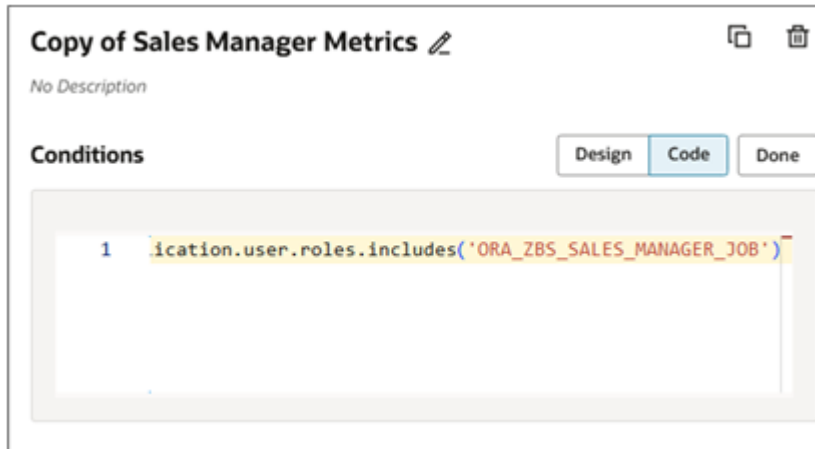 Copy of Sales Manager Metrics
No Description
Conditions
Design Code Done
1 ication.user.roles.includes('ORA_ZBS_SALES_MANAGER_JOB')